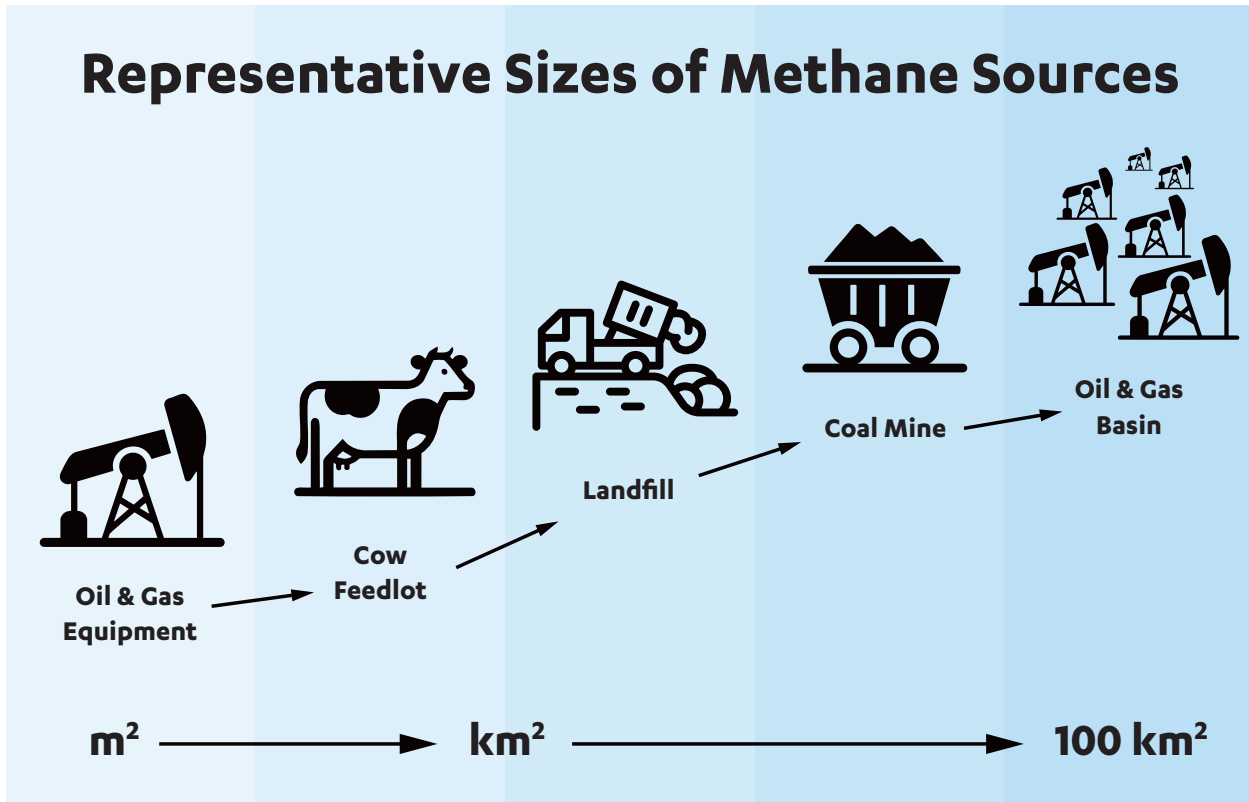 Representative Sizes of Methane Sources
Oil & Gas
Equipment
Cow
Feedlot
Landfill
Coal Mine
Oil & Gas
Basin
m²
km²
100 km²